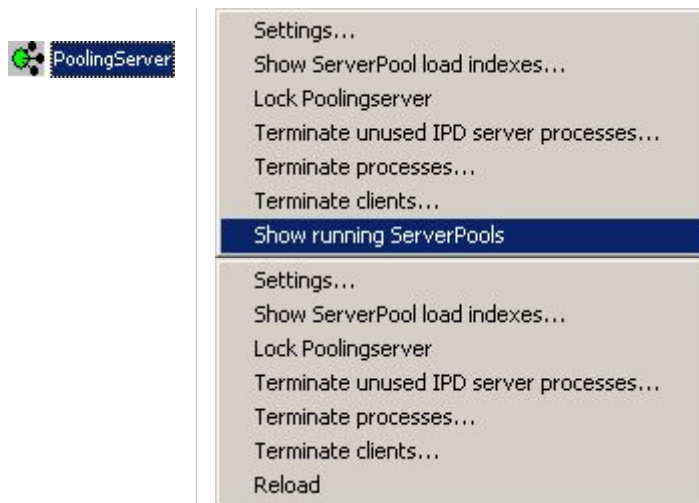 PoolingServer
Settings...
Show ServerPool load indexes...
Lock Poolingserver
Terminate unused IPD server processes...
Terminate processes...
Terminate clients...
Show running ServerPools
Settings...
Show ServerPool load indexes...
Lock Poolingserver
Terminate unused IPD server processes...
Terminate processes...
Terminate clients...
Reload